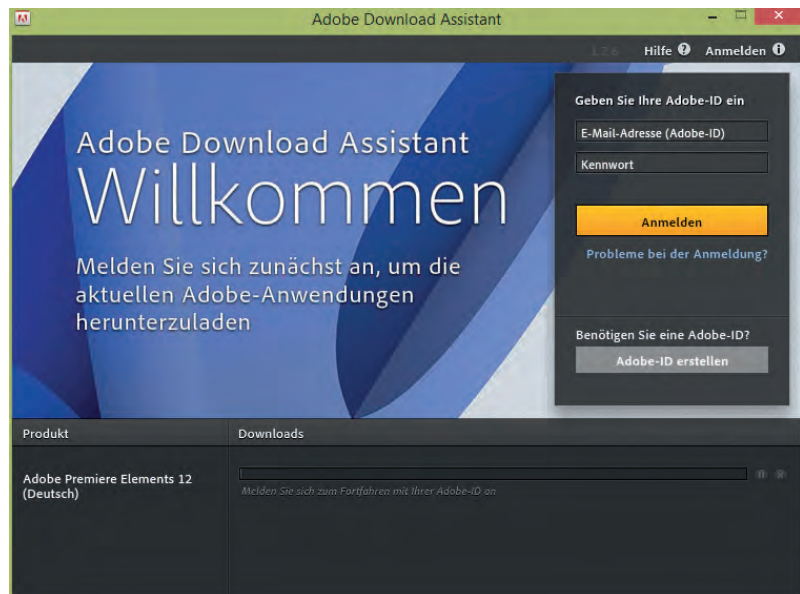 Adobe Download Assistant
1.2.6 Hilfe Anmelden
Adobe Download Assistant
Willkommen
Melden Sie sich zunächst an, um die
aktuellen Adobe-Anwendungen
herunterzuladen
Geben Sie Ihre Adobe-ID ein
E-Mail-Adresse (Adobe-ID)
Kennwort
Anmelden
Probleme bei der Anmeldung?
Benötigen Sie eine Adobe-ID?
Adobe-ID erstellen
Produkt Downloads
Adobe Premiere Elements 12
(Deutsch)
Melden Sie sich zum Fortfahren mit Ihrer Adobe-ID an